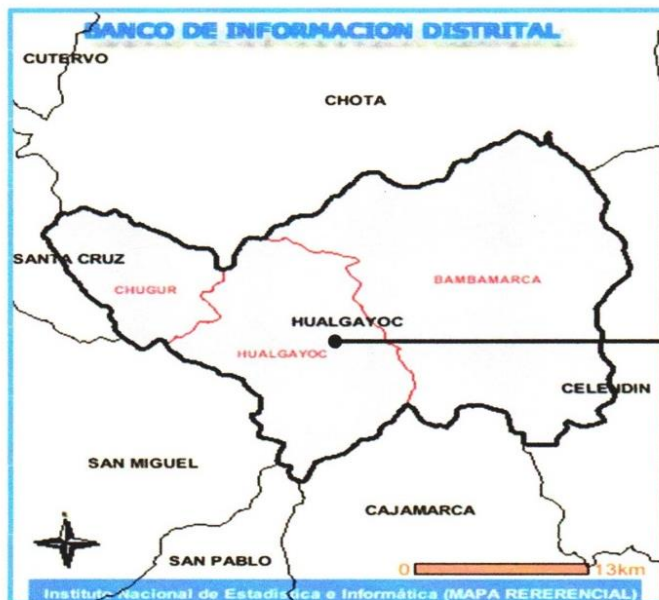 BANCO DE INFORMACION DISTRITAL
CUTERVO
CHOTA
SANTA CRUZ
CHUGUR
BAMBAMARCA
HUALGAYOC
HUALGAYOC
CELENDIN
SAN MIGUEL
CAJAMARCA
SAN PABLO
0 13km
Instituto Nacional de Estadistica e Informática (MAPA RERERENCIAL)